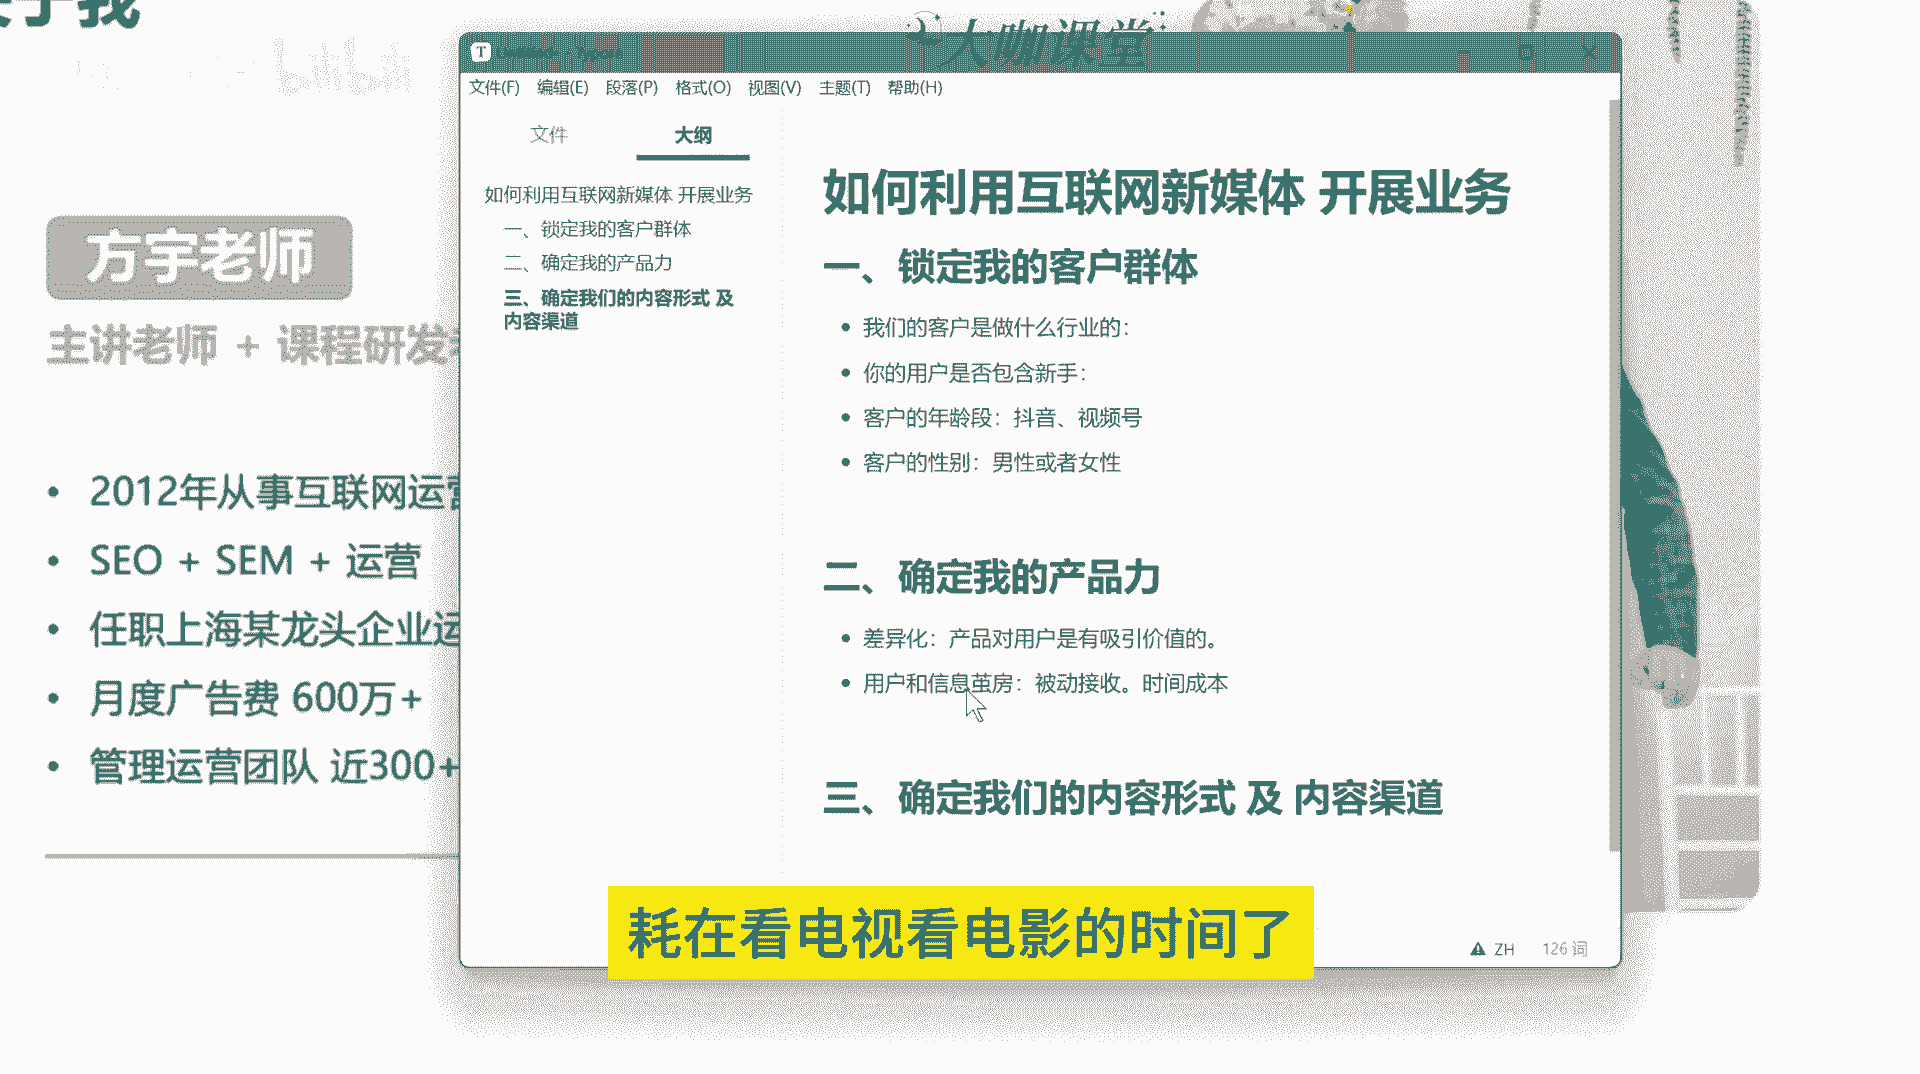 大咖课堂
bilibili
T
文件(F) 编辑(E) 段落(P) 格式(O) 视图(V) 主题(T) 帮助(H)
文件 大纲
如何利用互联网新媒体 开展业务
一、锁定我的客户群体
二、确定我的产品力
三、确定我们的内容形式 及
内容渠道
如何利用互联网新媒体 开展业务
一、锁定我的客户群体
• 我们的客户是做什么行业的：
• 你的用户是否包含新手：
• 客户的年龄段：抖音、视频号
• 客户的性别：男性或者女性
二、确定我的产品力
• 差异化：产品对用户是有吸引价值的。
• 用户和信息茧房：被动接收。时间成本
三、确定我们的内容形式 及 内容渠道
ZH 126 词
方宇老师
主讲老师 + 课程研发
• 2012年从事互联网运营
• SEO + SEM + 运营
• 任职上海某龙头企业运
• 月度广告费 600万+
• 管理运营团队 近300+
耗在看电视看电影的时间了